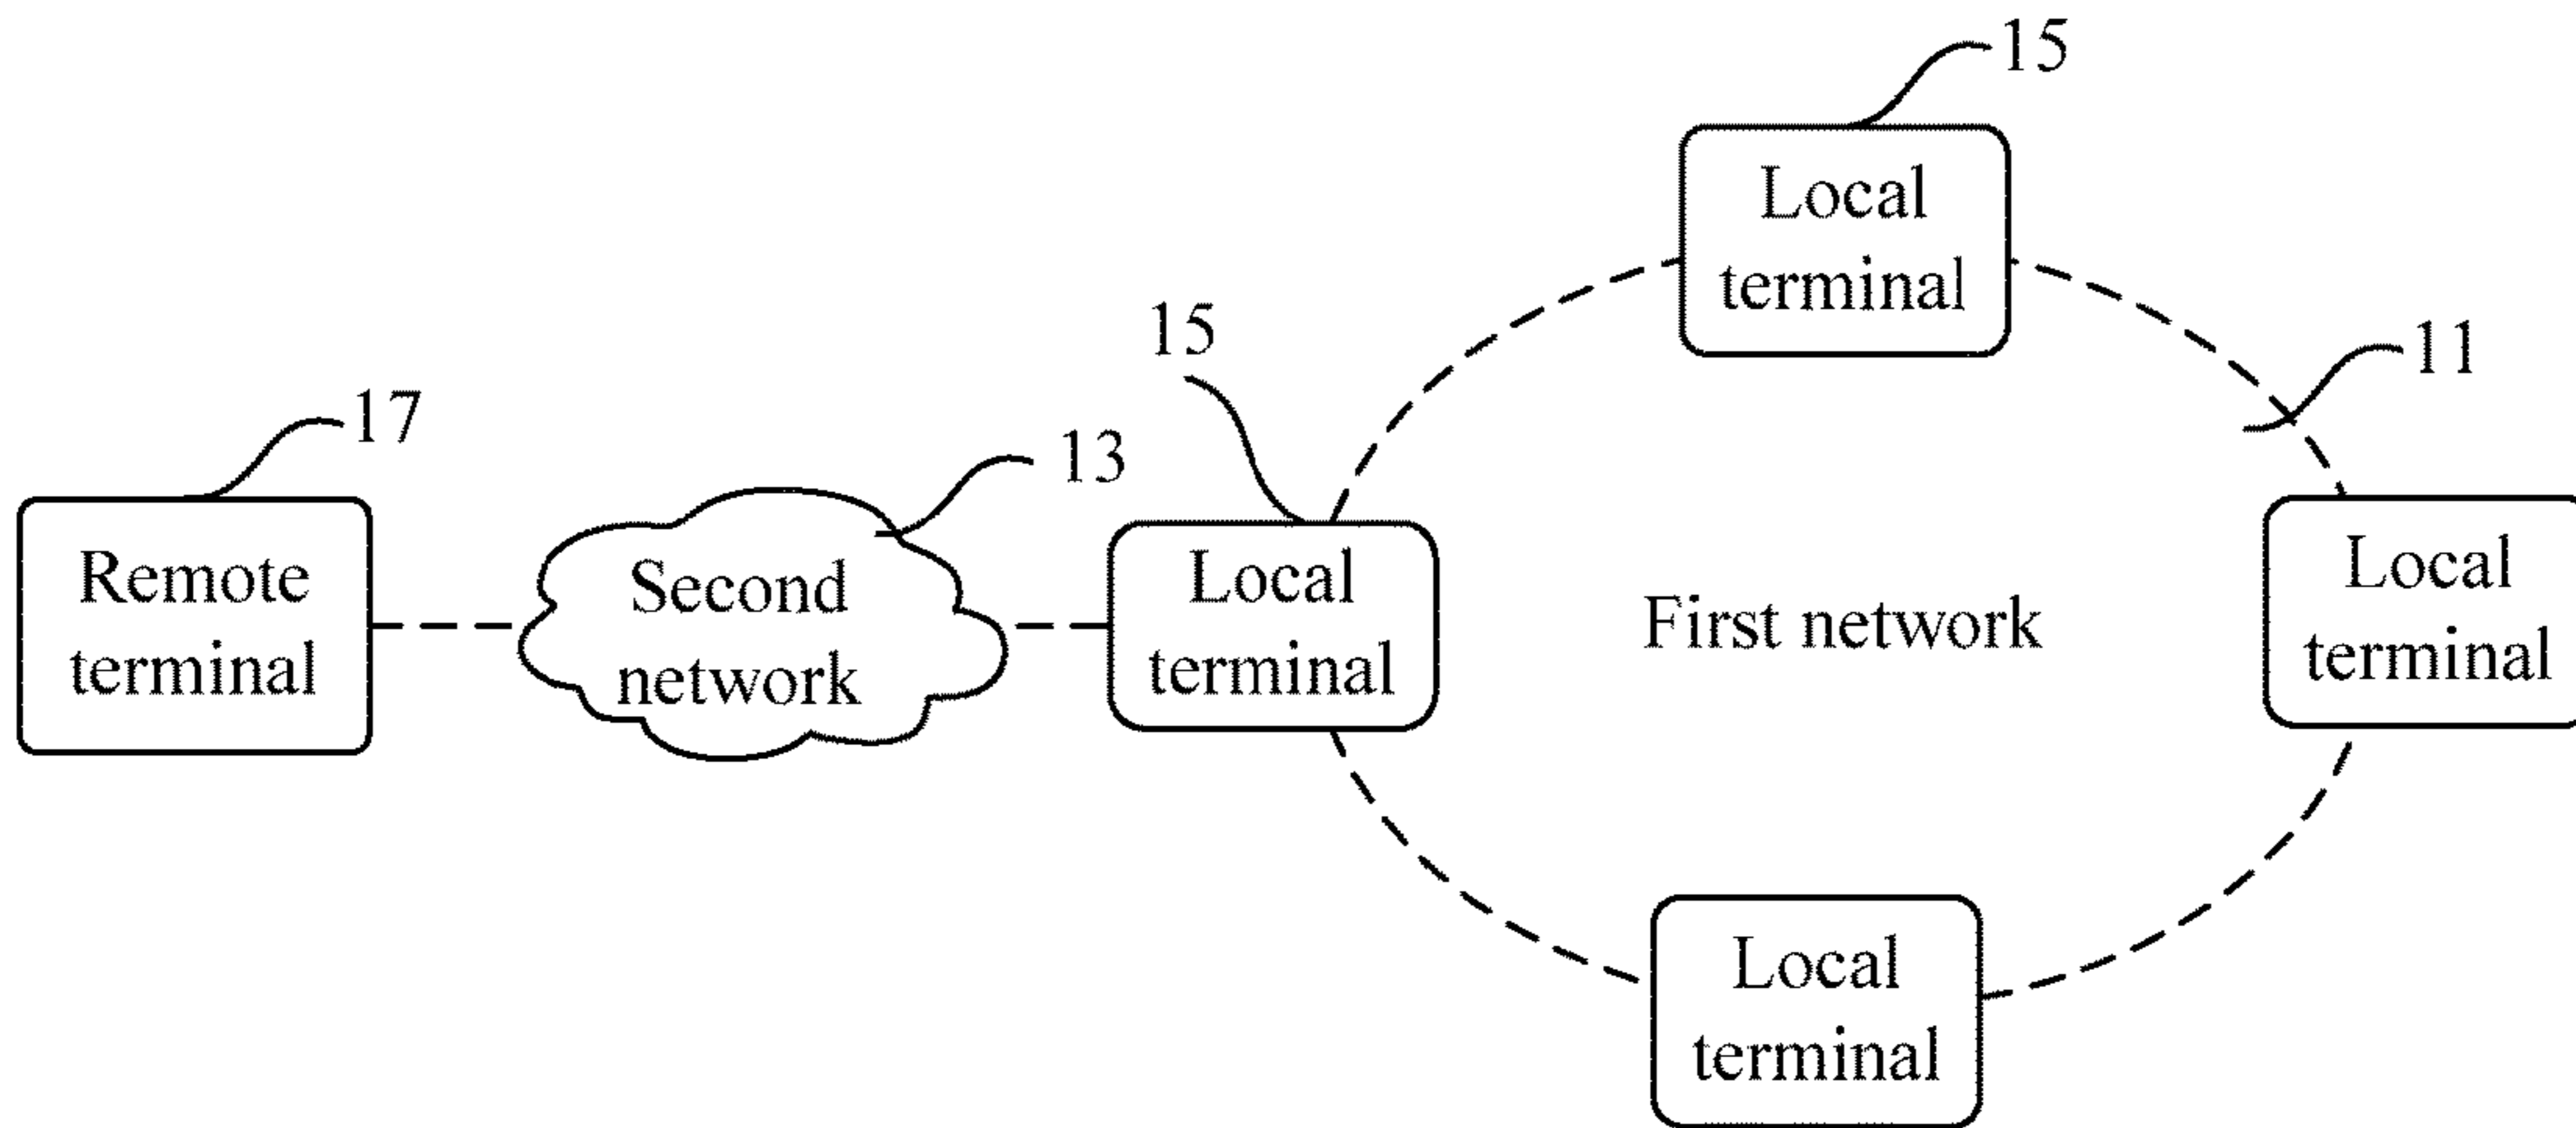 15
Local
terminal
15
11
17
13
Remote
terminal
Second
network
Local
terminal
First network
Local
terminal
Local
terminal